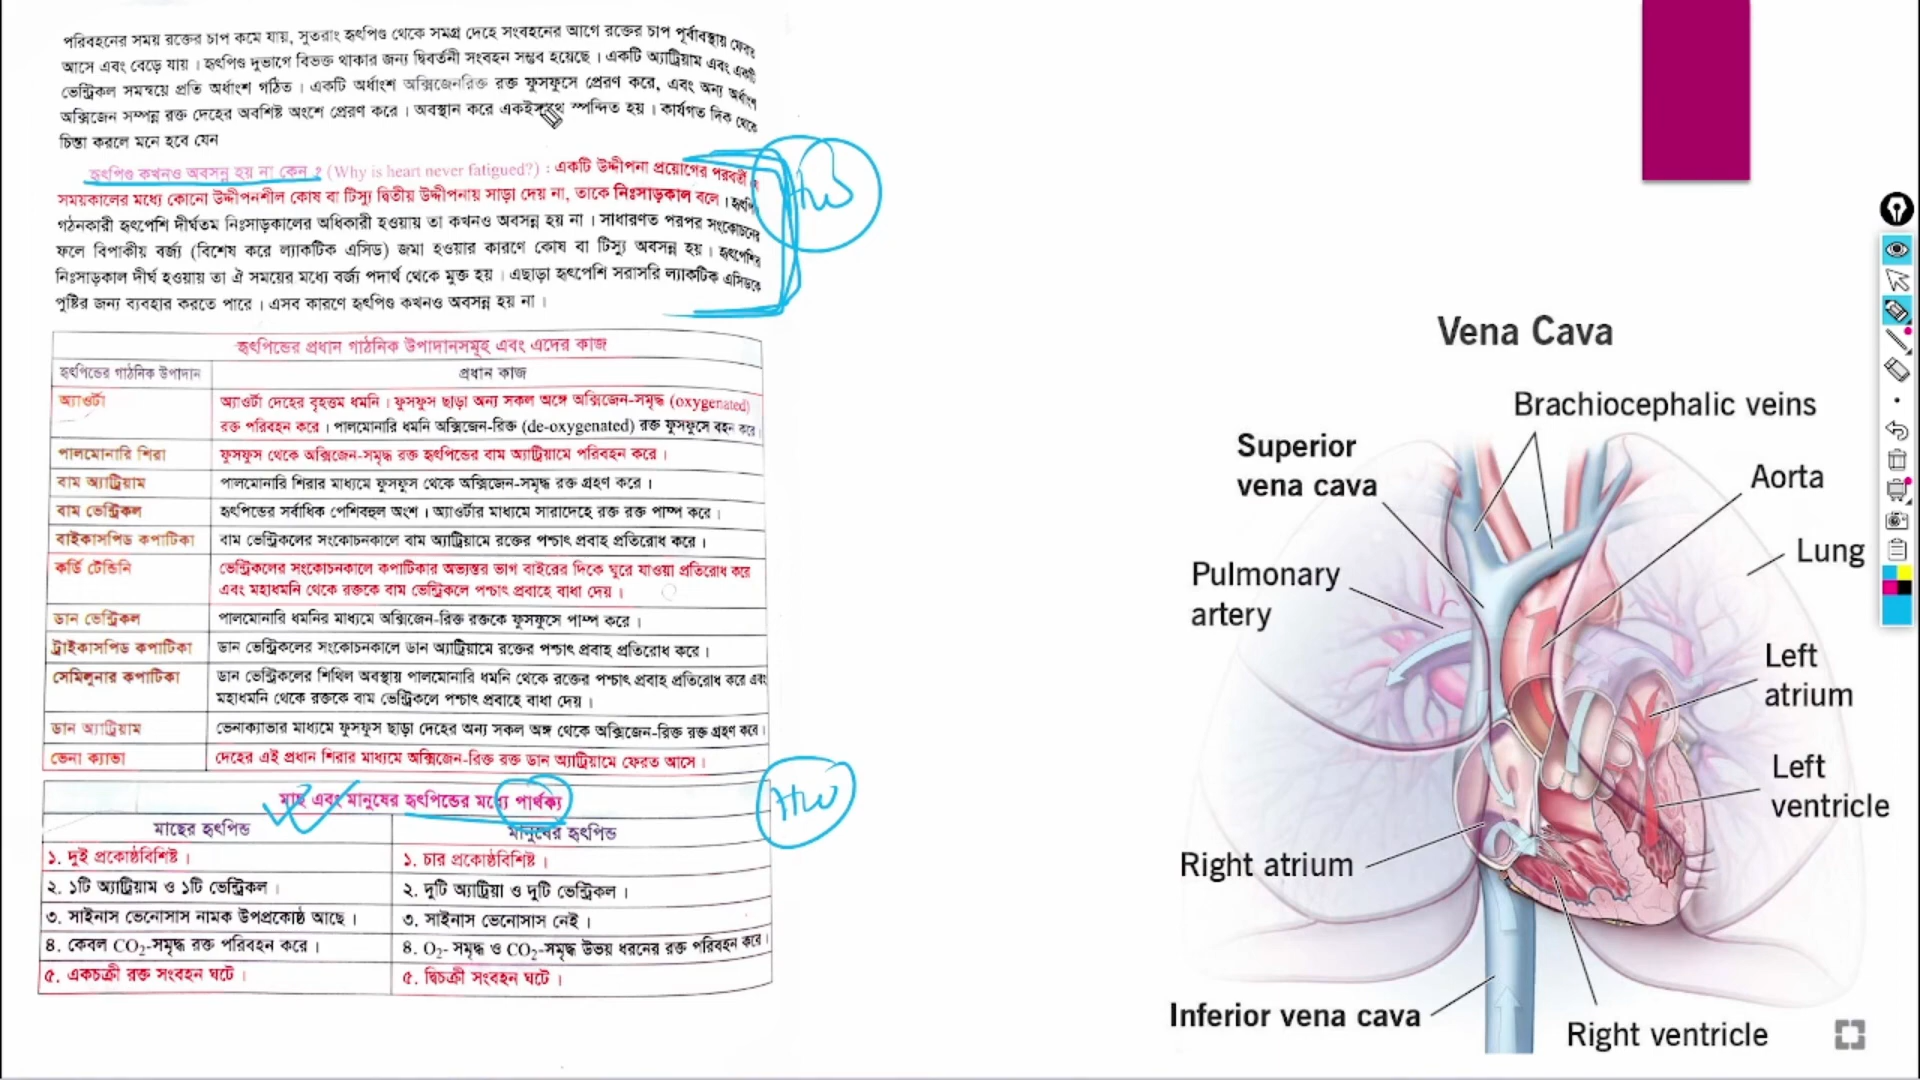 পরিবহনের সময় রক্তের চাপ কমে যায়, সুতরাং হৃৎপিণ্ড থেকে সমগ্র দেহে সংবহনের আগে রক্তের চাপ পূর্বাবস্থায় ফেরৎ
আসে এবং বেড়ে যায়। হৃৎপিণ্ড দুভাগে বিভক্ত থাকার জন্য দ্বিবর্তনী সংবহন সম্ভব হয়েছে। একটি অ্যাট্রিয়াম এবং একটি
ভেন্ট্রিকল সমন্বয়ে প্রতি অর্ধাংশ গঠিত। একটি অর্ধাংশ অক্সিজেনরিক্ত রক্ত ফুসফুসে প্রেরণ করে, এবং অন্য অর্ধাংশ
অক্সিজেন সম্পন্ন রক্ত দেহের অবশিষ্ট অংশে প্রেরণ করে। অবস্থান করে একইসাথে স্পন্দিত হয়। কার্যগত দিক থেকে
চিন্তা করলে মনে হবে যেন
হৃৎপিণ্ড কখনও অবসন্ন হয় না কেন ? (Why is heart never fatigued?) : একটি উদ্দীপনা প্রয়োগের পরবর্তী যে
সময়কালের মধ্যে কোনো উদ্দীপনশীল কোষ বা টিস্যু দ্বিতীয় উদ্দীপনায় সাড়া দেয় না, তাকে নিঃসাড়কাল বলে। হৃৎপিণ্ড
গঠনকারী হৃৎপেশি দীর্ঘতম নিঃসাড়কালের অধিকারী হওয়ায় তা কখনও অবসন্ন হয় না। সাধারণত পরপর সংকোচনের
ফলে বিপাকীয় বর্জ্য (বিশেষ করে ল্যাকটিক এসিড) জমা হওয়ার কারণে কোষ বা টিস্যু অবসন্ন হয়। হৃৎপেশির
নিঃসাড়কাল দীর্ঘ হওয়ায় তা ঐ সময়ের মধ্যে বর্জ্য পদার্থ থেকে মুক্ত হয়। এছাড়া হৃৎপেশি সরাসরি ল্যাকটিক এসিডকে
পুষ্টির জন্য ব্যবহার করতে পারে। এসব কারণে হৃৎপিণ্ড কখনও অবসন্ন হয় না।
HW
হৃৎপিন্ডের প্রধান গাঠনিক উপাদানসমূহ এবং এদের কাজ
হৃৎপিন্ডের গাঠনিক উপাদান প্রধান কাজ
অ্যাওর্টা অ্যাওর্টা দেহের বৃহত্তম ধমনি। ফুসফুস ছাড়া অন্য সকল অঙ্গে অক্সিজেন-সমৃদ্ধ (oxygenated)
রক্ত পরিবহন করে। পালমোনারি ধমনি অক্সিজেন-রিক্ত (de-oxygenated) রক্ত ফুসফুসে বহন করে।
পালমোনারি শিরা ফুসফুস থেকে অক্সিজেন-সমৃদ্ধ রক্ত হৃৎপিন্ডের বাম অ্যাট্রিয়ামে পরিবহন করে।
বাম অ্যাট্রিয়াম পালমোনারি শিরার মাধ্যমে ফুসফুস থেকে অক্সিজেন-সমৃদ্ধ রক্ত গ্রহণ করে।
বাম ভেন্ট্রিকল হৃৎপিন্ডের সর্বাধিক পেশিবহুল অংশ। অ্যাওর্টার মাধ্যমে সারাদেহে রক্ত রক্ত পাম্প করে।
বাইকাসপিড কপাটিকা বাম ভেন্ট্রিকলের সংকোচনকালে বাম অ্যাট্রিয়ামে রক্তের পশ্চাৎ প্রবাহ প্রতিরোধ করে।
কর্ডি টেন্ডিনি ভেন্ট্রিকলের সংকোচনকালে কপাটিকার অভ্যন্তর ভাগ বাইরের দিকে ঘুরে যাওয়া প্রতিরোধ করে
এবং মহাধমনি থেকে রক্তকে বাম ভেন্ট্রিকলে পশ্চাৎ প্রবাহে বাধা দেয়।
ডান ভেন্ট্রিকল পালমোনারি ধমনির মাধ্যমে অক্সিজেন-রিক্ত রক্তকে ফুসফুসে পাম্প করে।
ট্রাইকাসপিড কপাটিকা ডান ভেন্ট্রিকলের সংকোচনকালে ডান অ্যাট্রিয়ামে রক্তের পশ্চাৎ প্রবাহ প্রতিরোধ করে।
সেমিলুনার কপাটিকা ডান ভেন্ট্রিকলের শিথিল অবস্থায় পালমোনারি ধমনি থেকে রক্তের পশ্চাৎ প্রবাহ প্রতিরোধ করে এবং
মহাধমনি থেকে রক্তকে বাম ভেন্ট্রিকলে পশ্চাৎ প্রবাহে বাধা দেয়।
ডান অ্যাট্রিয়াম ভেনাক্যাভার মাধ্যমে ফুসফুস ছাড়া দেহের অন্য সকল অঙ্গ থেকে অক্সিজেন-রিক্ত রক্ত গ্রহণ করে।
ভেনা ক্যাভা দেহের এই প্রধান শিরার মাধ্যমে অক্সিজেন-রিক্ত রক্ত ডান অ্যাট্রিয়ামে ফেরত আসে।
মাছ এবং মানুষের হৃৎপিন্ডের মধ্যে পার্থক্য
HW
মাছের হৃৎপিন্ড মানুষের হৃৎপিন্ড
১. দুই প্রকোষ্ঠবিশিষ্ট। ১. চার প্রকোষ্ঠবিশিষ্ট।
২. ১টি অ্যাট্রিয়াম ও ১টি ভেন্ট্রিকল। ২. দুটি অ্যাট্রিয়া ও দুটি ভেন্ট্রিকল।
৩. সাইনাস ভেনোসাস নামক উপপ্রকোষ্ঠ আছে। ৩. সাইনাস ভেনোসাস নেই।
৪. কেবল CO2-সমৃদ্ধ রক্ত পরিবহন করে। ৪. O2- সমৃদ্ধ ও CO2-সমৃদ্ধ উভয় ধরনের রক্ত পরিবহন করে।
৫. একচক্রী রক্ত সংবহন ঘটে। ৫. দ্বিচক্রী সংবহন ঘটে।
Vena Cava
Brachiocephalic veins
Superior
vena cava
Aorta
Lung
Pulmonary
artery
Left
atrium
Left
ventricle
Right atrium
Inferior vena cava
Right ventricle